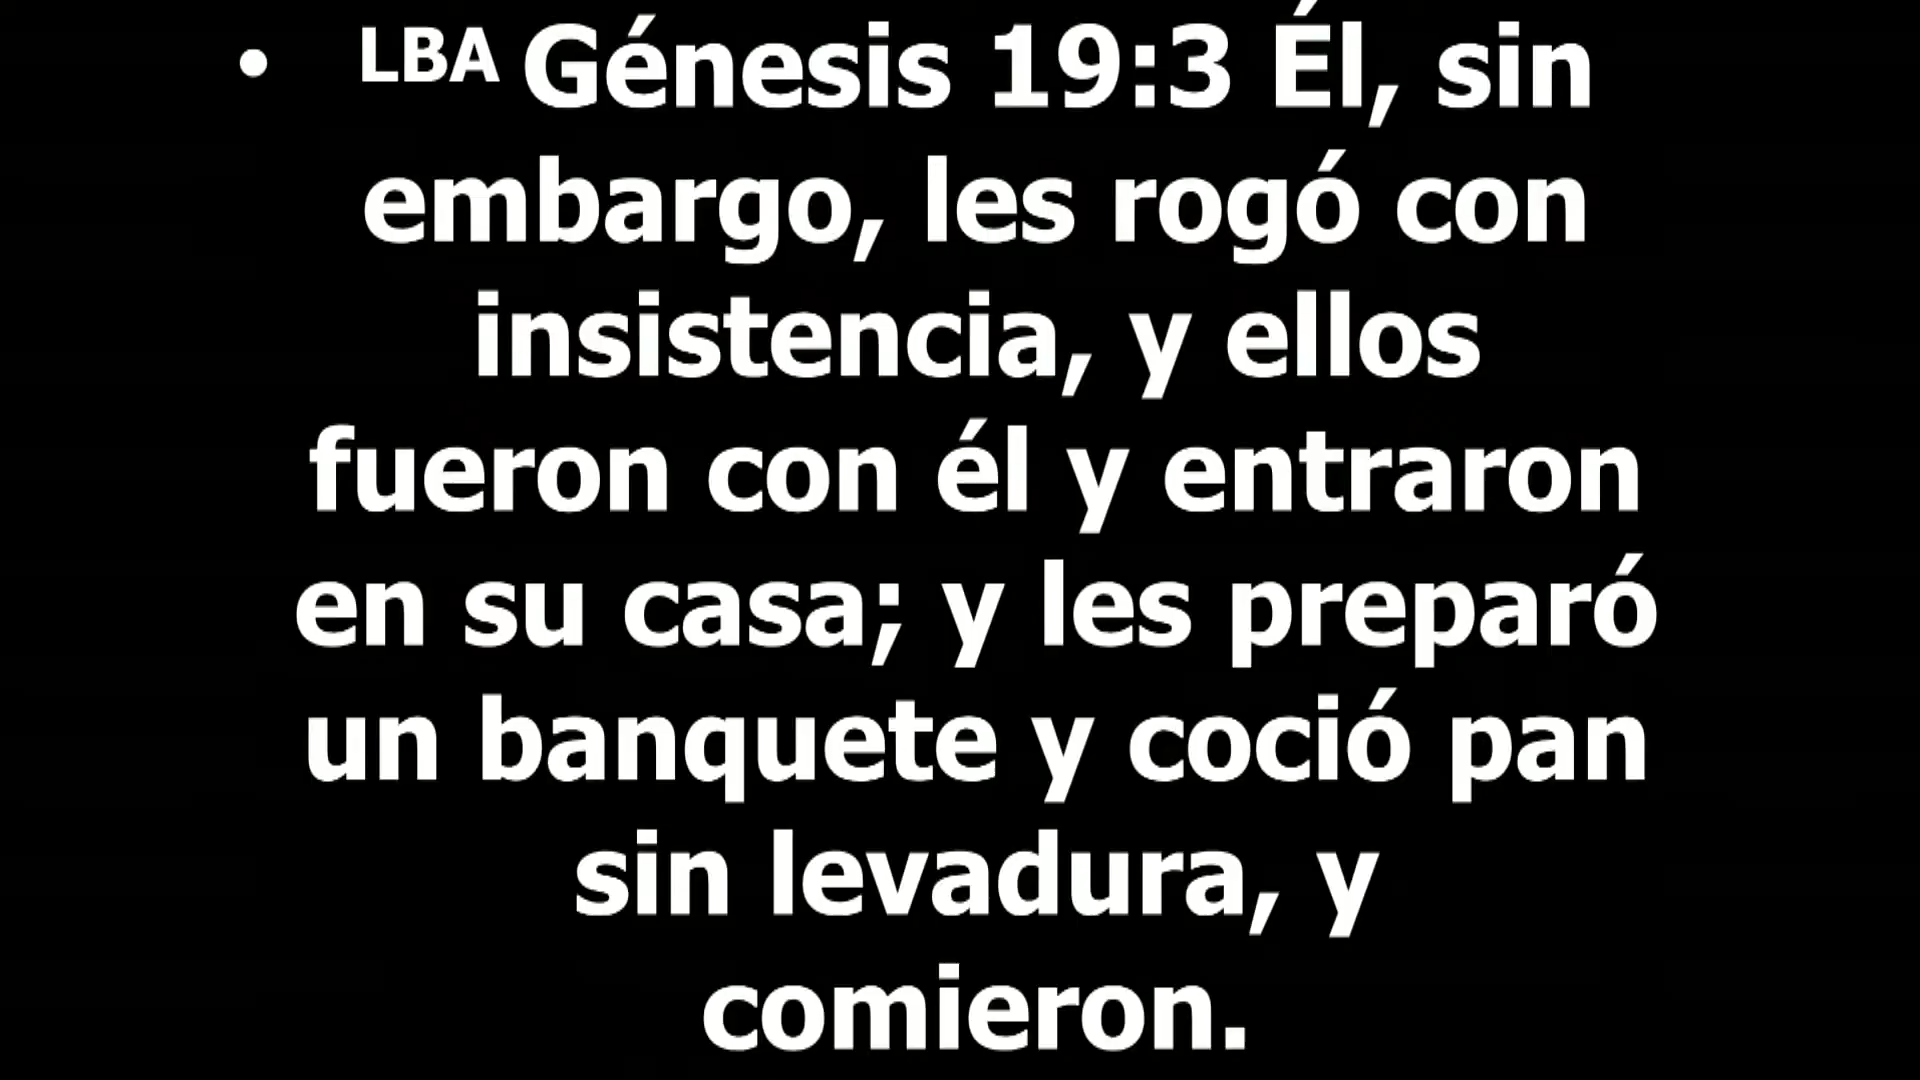 • LBA Génesis 19:3 Él, sin
embargo, les rogó con
insistencia, y ellos
fueron con él y entraron
en su casa; y les preparó
un banquete y coció pan
sin levadura, y
comieron.